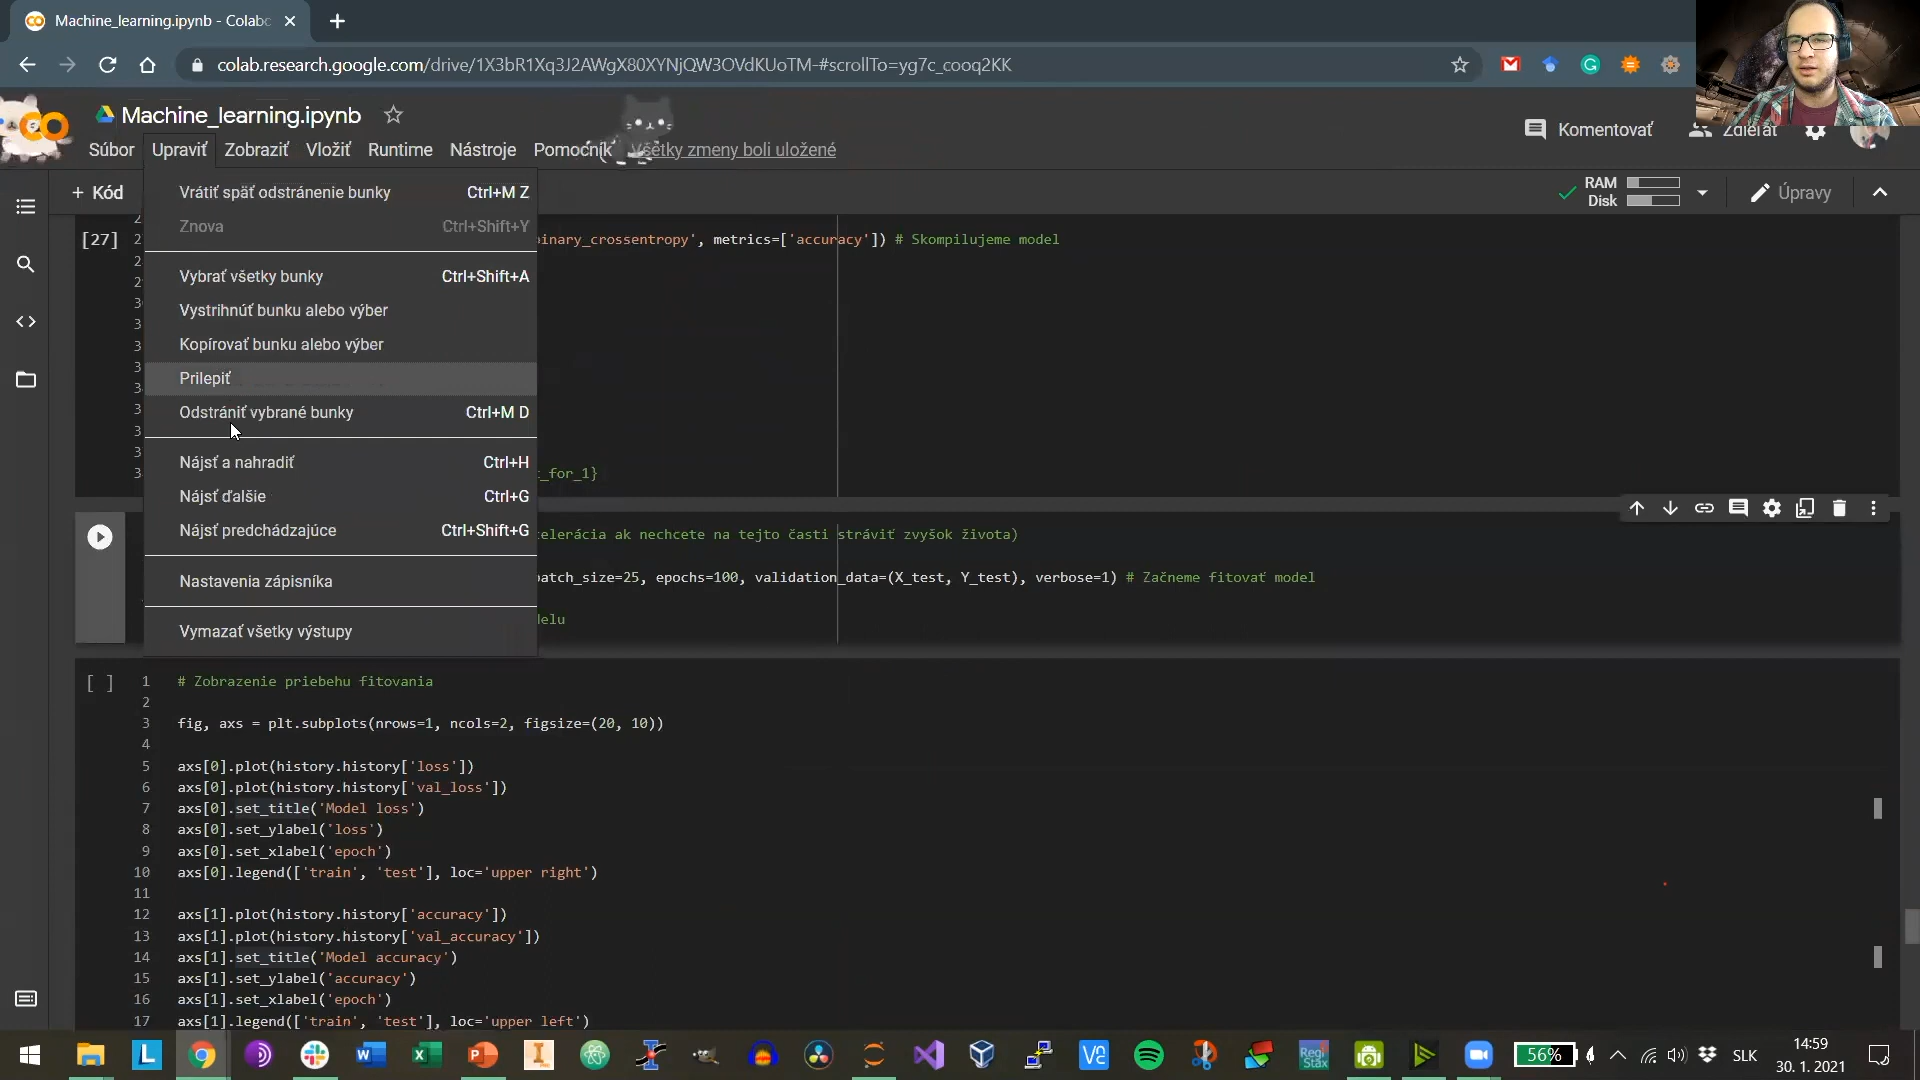 Machine_learning.ipynb - Colabo
colab.research.google.com/drive/1X3bR1Xq3J2AWgX80XYNjQW3OVdKUoTM-#scrollTo=yg7c_cooq2KK
Machine_learning.ipynb
Komentovať
Zdieľať
Súbor Upraviť Zobraziť Vložiť Runtime Nástroje Pomocník Všetky zmeny boli uložené
+ Kód
RAM
Disk
Úpravy
Vrátiť späť odstránenie bunky Ctrl+M Z
Znova Ctrl+Shift+Y
Vybrať všetky bunky Ctrl+Shift+A
Vystrihnúť bunku alebo výber
Kopírovať bunku alebo výber
Prilepiť
Odstrániť vybrané bunky Ctrl+M D
Nájsť a nahradiť Ctrl+H
Nájsť ďalšie Ctrl+G
Nájsť predchádzajúce Ctrl+Shift+G
Nastavenia zápisníka
Vymazať všetky výstupy
[27]
inary_crossentropy', metrics=['accuracy']) # Skompilujeme model
t_for_1}
elerácia ak nechcete na tejto časti stráviť zvyšok života)
atch_size=25, epochs=100, validation_data=(X_test, Y_test), verbose=1) # Začneme fitovať model
delu
[ ] 1 # Zobrazenie priebehu fitovania
2
3 fig, axs = plt.subplots(nrows=1, ncols=2, figsize=(20, 10))
4
5 axs[0].plot(history.history['loss'])
6 axs[0].plot(history.history['val_loss'])
7 axs[0].set_title('Model loss')
8 axs[0].set_ylabel('loss')
9 axs[0].set_xlabel('epoch')
10 axs[0].legend(['train', 'test'], loc='upper right')
11
12 axs[1].plot(history.history['accuracy'])
13 axs[1].plot(history.history['val_accuracy'])
14 axs[1].set_title('Model accuracy')
15 axs[1].set_ylabel('accuracy')
16 axs[1].set_xlabel('epoch')
17 axs[1].legend(['train', 'test'], loc='upper left')
56%
SLK
14:59
30. 1. 2021